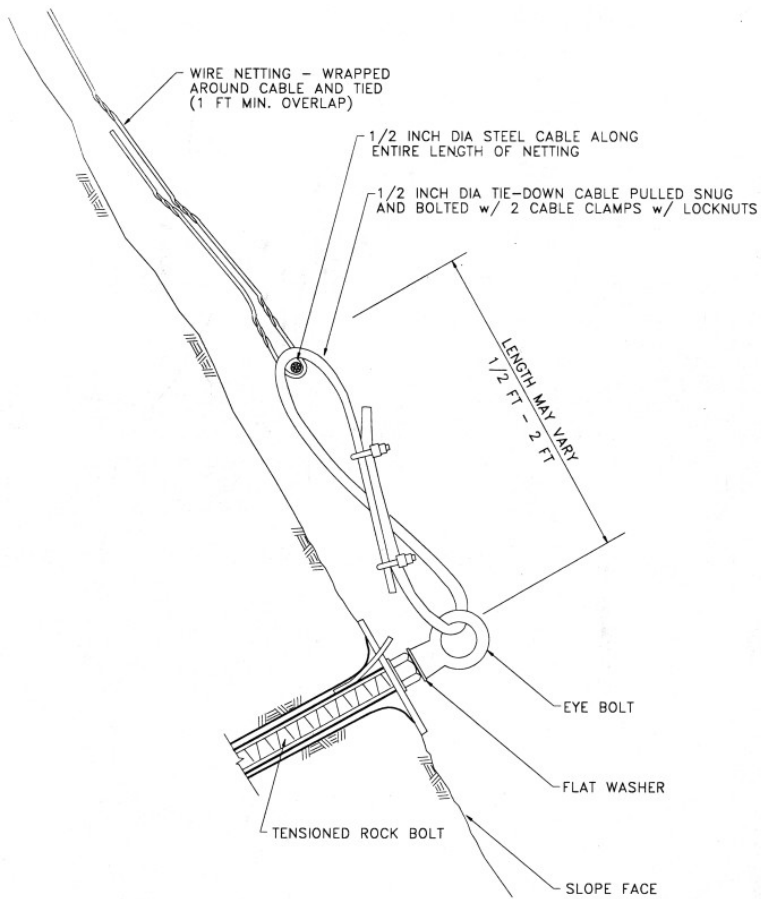 WIRE NETTING – WRAPPED
AROUND CABLE AND TIED
(1 FT MIN. OVERLAP)
1/2 INCH DIA STEEL CABLE ALONG
ENTIRE LENGTH OF NETTING
1/2 INCH DIA TIE-DOWN CABLE PULLED SNUG
AND BOLTED w/ 2 CABLE CLAMPS w/ LOCKNUTS
LENGTH MAY VARY
1/2 FT – 2 FT
EYE BOLT
FLAT WASHER
TENSIONED ROCK BOLT
SLOPE FACE